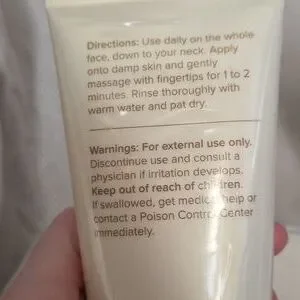 Directions: Use daily on the whole
face, down to your neck. Apply
onto damp skin and gently
massage with fingertips for 1 to 2
minutes. Rinse thoroughly with
warm water and pat dry.
Warnings: For external use only.
Discontinue use and consult a
physician if irritation develops.
Keep out of reach of children.
If swallowed, get medical help or
contact a Poison Control Center
immediately.